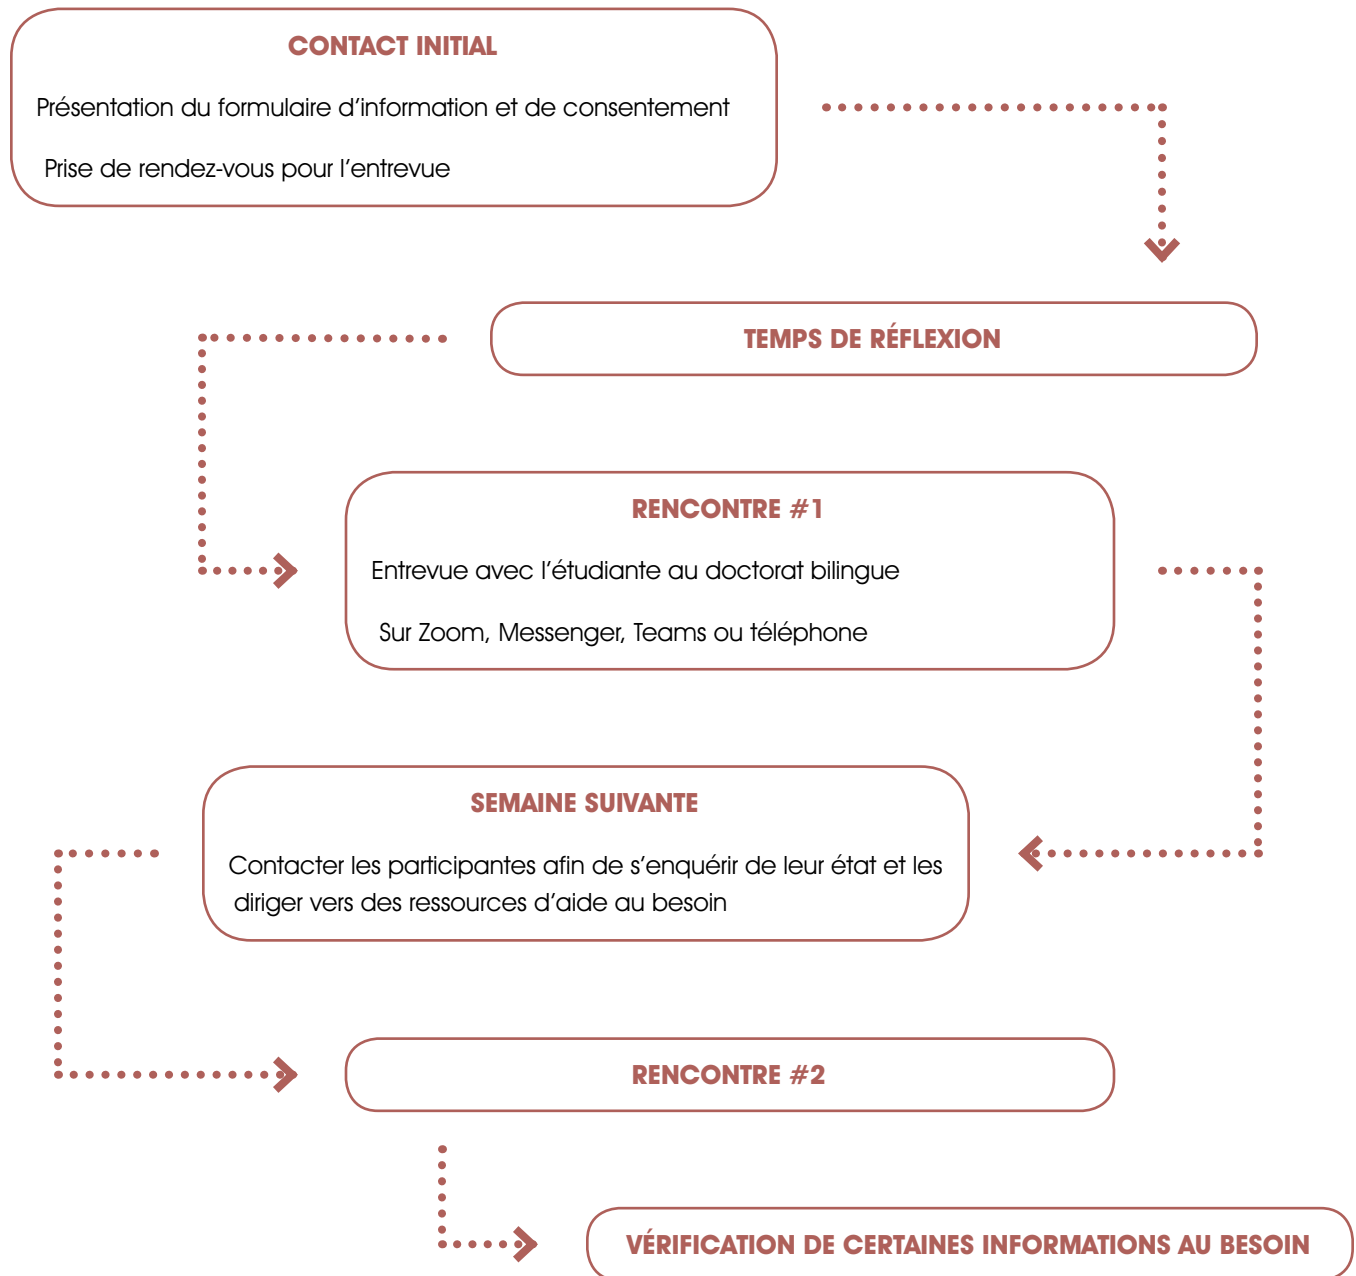 CONTACT INITIAL
Présentation du formulaire d’information et de consentement
Prise de rendez-vous pour l’entrevue
TEMPS DE RÉFLEXION
RENCONTRE #1
Entrevue avec l’étudiante au doctorat bilingue
Sur Zoom, Messenger, Teams ou téléphone
SEMAINE SUIVANTE
Contacter les participantes afin de s’enquérir de leur état et les
diriger vers des ressources d’aide au besoin
RENCONTRE #2
VÉRIFICATION DE CERTAINES INFORMATIONS AU BESOIN